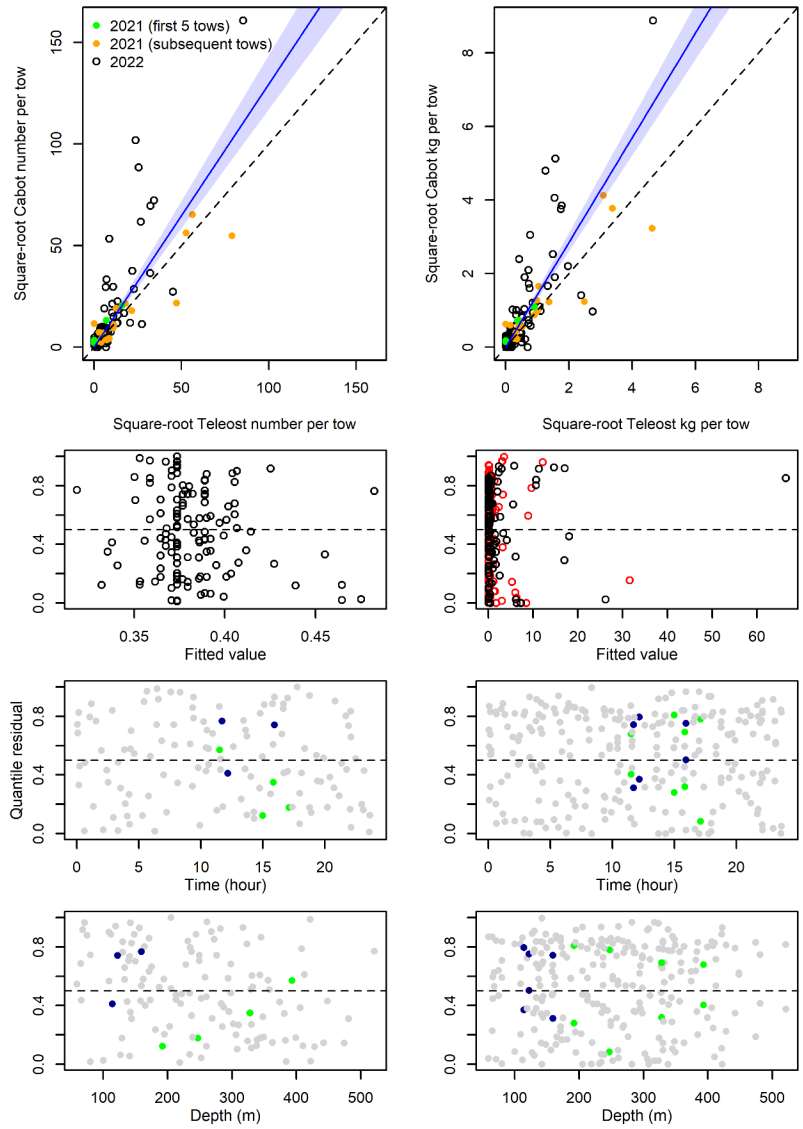 2021 (first 5 tows)
2021 (subsequent tows)
2022
Square-root Cabot number per tow
0 50 100 150
0 50 100 150
Square-root Teleost number per tow
Square-root Cabot kg per tow
0 2 4 6 8
0 2 4 6 8
Square-root Teleost kg per tow
0.0 0.4 0.8
0.35 0.40 0.45
Fitted value
0.0 0.4 0.8
0 10 20 30 40 50 60
Fitted value
Quantile residual
0.0 0.4 0.8
0 5 10 15 20
Time (hour)
0.0 0.4 0.8
0 5 10 15 20
Time (hour)
0.0 0.4 0.8
100 200 300 400 500
Depth (m)
0.0 0.4 0.8
100 200 300 400 500
Depth (m)